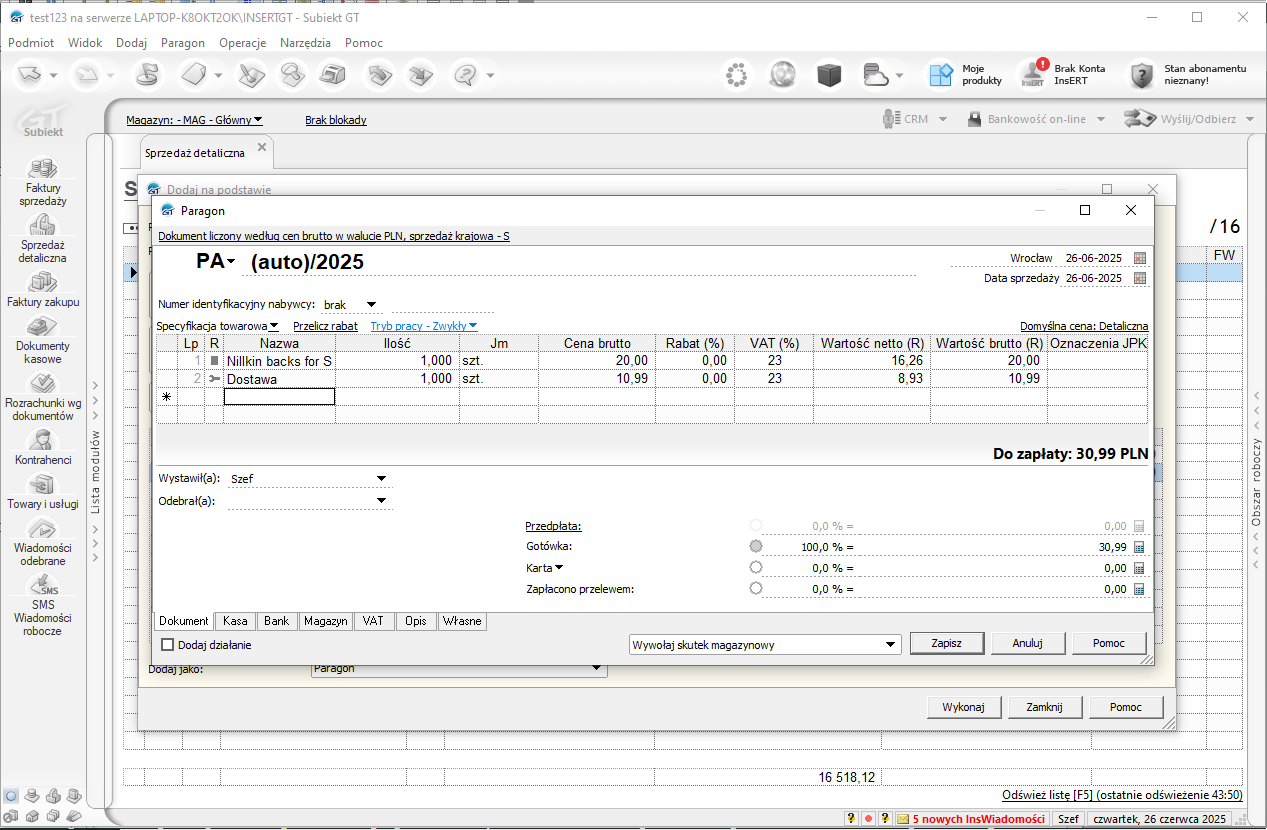 test123 na serwerze LAPTOP-K8OKT2OK\INSERTGT - Subiekt GT
Podmiot Widok Dodaj Paragon Operacje Narzędzia Pomoc
Moje produkty
Brak Konta InsERT
Stan abonamentu nieznany!
GT
Subiekt
Magazyn: - MAG - Główny
Brak blokady
CRM
Bankowość on-line
Wyślij/Odbierz
Sprzedaż detaliczna
Faktury sprzedaży
Sprzedaż detaliczna
Faktury zakupu
Dokumenty kasowe
Rozrachunki wg dokumentów
Kontrahenci
Towary i usługi
Wiadomości odebrane
SMS
SMS Wiadomości robocze
Lista modułów
Obszar roboczy
S
Dodaj na podstawie
/16
FW
Paragon
Dokument liczony według cen brutto w walucie PLN, sprzedaż krajowa - S
PA (auto)/2025
Wrocław 26-06-2025
Data sprzedaży 26-06-2025
Numer identyfikacyjny nabywcy: brak
Specyfikacja towarowa Przelicz rabat Tryb pracy - Zwykły Domyślna cena: Detaliczna
Lp R Nazwa Ilość Jm Cena brutto Rabat (%) VAT (%) Wartość netto (R) Wartość brutto (R) Oznaczenia JPK
1 Nillkin backs for S 1,000 szt. 20,00 0,00 23 16,26 20,00
2 Dostawa 1,000 szt. 10,99 0,00 23 8,93 10,99
Do zapłaty: 30,99 PLN
Wystawił(a): Szef
Odebrał(a):
Przedpłata: 0,0 % = 0,00
Gotówka: 100,0 % = 30,99
Karta 0,0 % = 0,00
Zapłacono przelewem: 0,0 % = 0,00
Dokument Kasa Bank Magazyn VAT Opis Własne
Dodaj działanie
Wywołaj skutek magazynowy
Zapisz Anuluj Pomoc
Dodaj jako: Paragon
Wykonaj Zamknij Pomoc
16 518,12
Odśwież listę [F5] (ostatnie odświeżenie 43:50)
5 nowych InsWiadomości
Szef
czwartek, 26 czerwca 2025